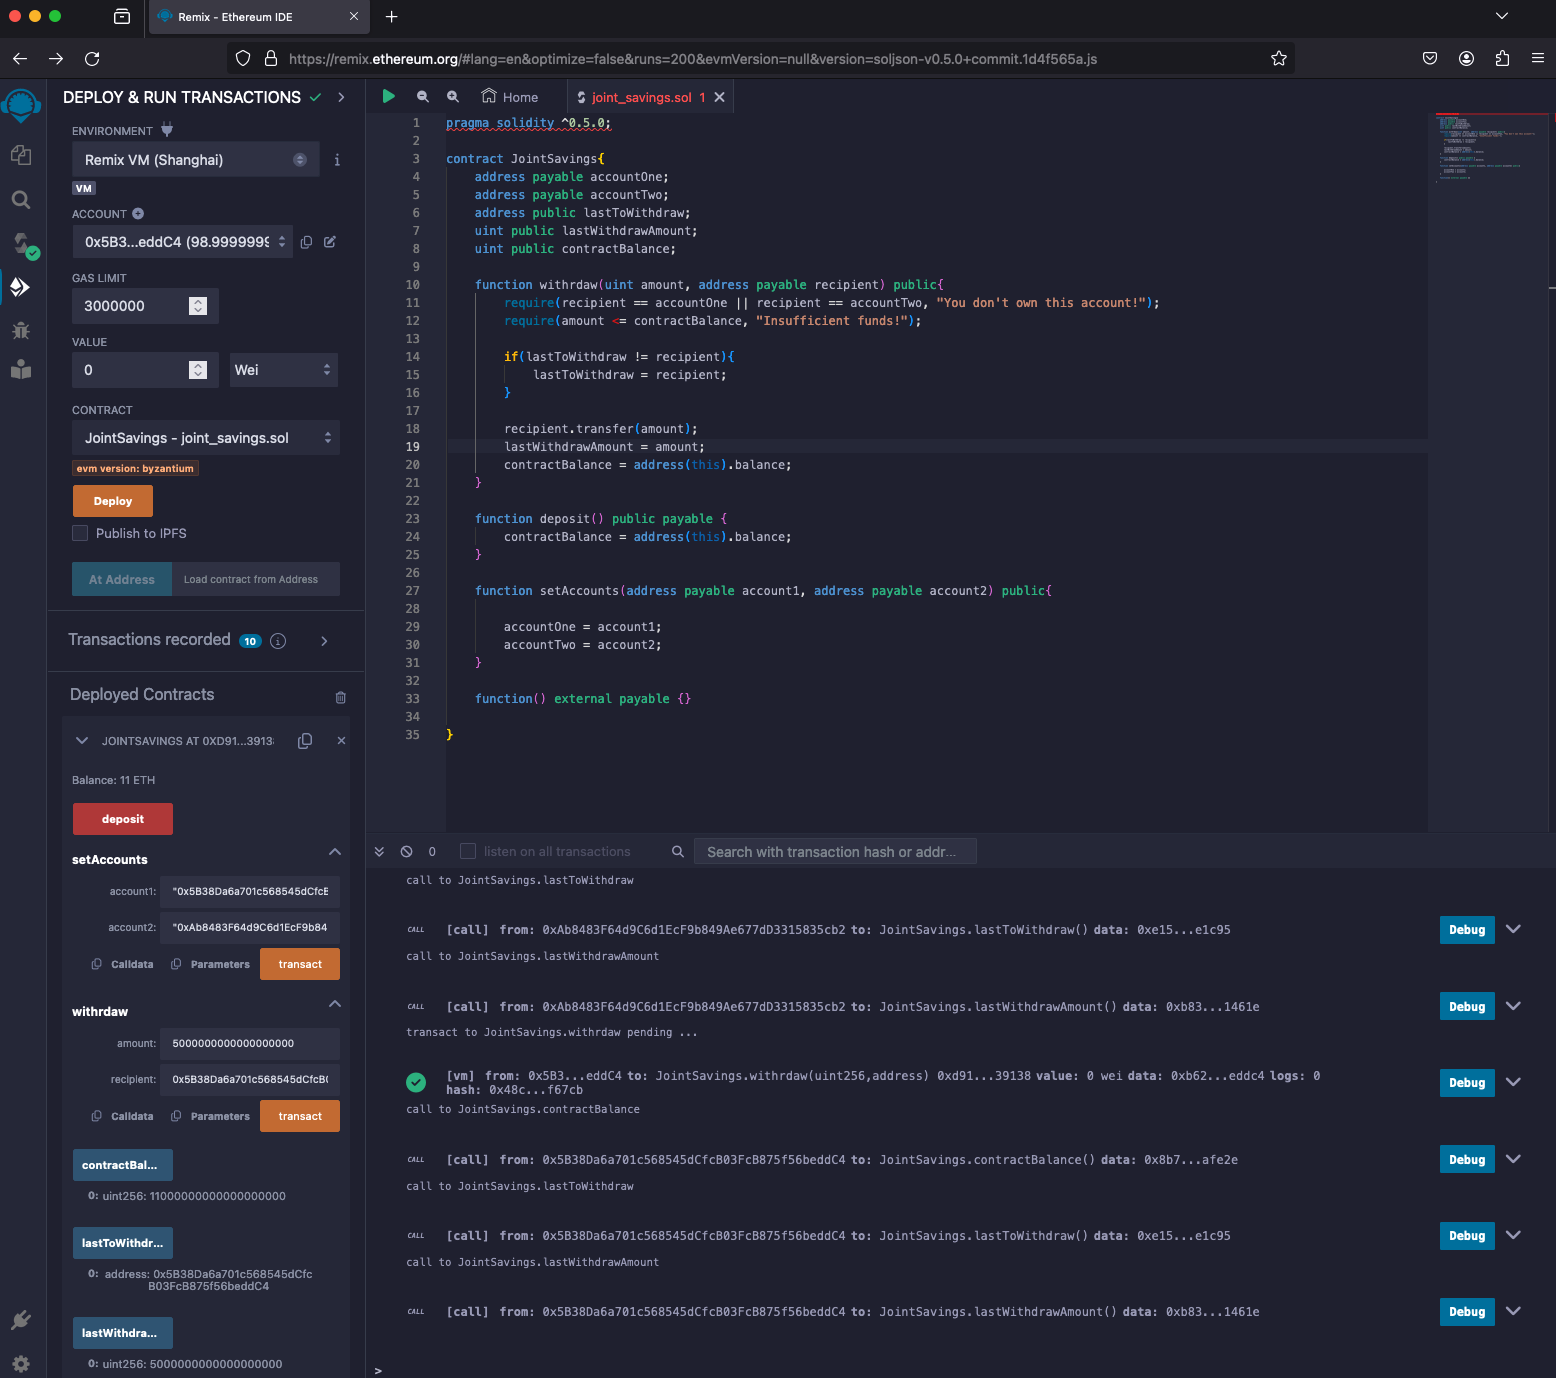 Remix - Ethereum IDE
https://remix.ethereum.org/#lang=en&optimize=false&runs=200&evmVersion=null&version=soljson-v0.5.0+commit.1d4f565a.js
DEPLOY & RUN TRANSACTIONS
ENVIRONMENT
Remix VM (Shanghai)
VM
ACCOUNT
0x5B3...eddC4 (98.9999999
GAS LIMIT
3000000
VALUE
0
Wei
CONTRACT
JointSavings - joint_savings.sol
evm version: byzantium
Deploy
Publish to IPFS
At Address
Load contract from Address
Transactions recorded 10 i
Deployed Contracts
JOINTSAVINGS AT 0XD91...3913
Balance: 11 ETH
deposit
setAccounts
account1: "0x5B38Da6a701c568545dCfcB
account2: "0xAb8483F64d9C6d1EcF9b84
Calldata Parameters transact
withrdaw
amount: 5000000000000000000
recipient: 0x5B38Da6a701c568545dCfcB0
Calldata Parameters transact
contractBal...
0: uint256: 11000000000000000000
lastToWithdr...
0: address: 0x5B38Da6a701c568545dCfc
B03FcB875f56beddC4
lastWithdra...
0: uint256: 5000000000000000000
Home
joint_savings.sol 1
1 pragma solidity ^0.5.0;
2
3 contract JointSavings{
4 address payable accountOne;
5 address payable accountTwo;
6 address public lastToWithdraw;
7 uint public lastWithdrawAmount;
8 uint public contractBalance;
9
10 function withrdaw(uint amount, address payable recipient) public{
11 require(recipient == accountOne || recipient == accountTwo, "You don't own this account!");
12 require(amount <= contractBalance, "Insufficient funds!");
13
14 if(lastToWithdraw != recipient){
15 lastToWithdraw = recipient;
16 }
17
18 recipient.transfer(amount);
19 lastWithdrawAmount = amount;
20 contractBalance = address(this).balance;
21 }
22
23 function deposit() public payable {
24 contractBalance = address(this).balance;
25 }
26
27 function setAccounts(address payable account1, address payable account2) public{
28
29 accountOne = account1;
30 accountTwo = account2;
31 }
32
33 function() external payable {}
34
35 }
0 listen on all transactions Search with transaction hash or addr...
call to JointSavings.lastToWithdraw
CALL [call] from: 0xAb8483F64d9C6d1EcF9b849Ae677dD3315835cb2 to: JointSavings.lastToWithdraw() data: 0xe15...e1c95 Debug
call to JointSavings.lastWithdrawAmount
CALL [call] from: 0xAb8483F64d9C6d1EcF9b849Ae677dD3315835cb2 to: JointSavings.lastWithdrawAmount() data: 0xb83...1461e Debug
transact to JointSavings.withrdaw pending ...
[vm] from: 0x5B3...eddC4 to: JointSavings.withrdaw(uint256,address) 0xd91...39138 value: 0 wei data: 0xb62...eddc4 logs: 0 Debug
hash: 0x48c...f67cb
call to JointSavings.contractBalance
CALL [call] from: 0x5B38Da6a701c568545dCfcB03FcB875f56beddC4 to: JointSavings.contractBalance() data: 0x8b7...afe2e Debug
call to JointSavings.lastToWithdraw
CALL [call] from: 0x5B38Da6a701c568545dCfcB03FcB875f56beddC4 to: JointSavings.lastToWithdraw() data: 0xe15...e1c95 Debug
call to JointSavings.lastWithdrawAmount
CALL [call] from: 0x5B38Da6a701c568545dCfcB03FcB875f56beddC4 to: JointSavings.lastWithdrawAmount() data: 0xb83...1461e Debug
>